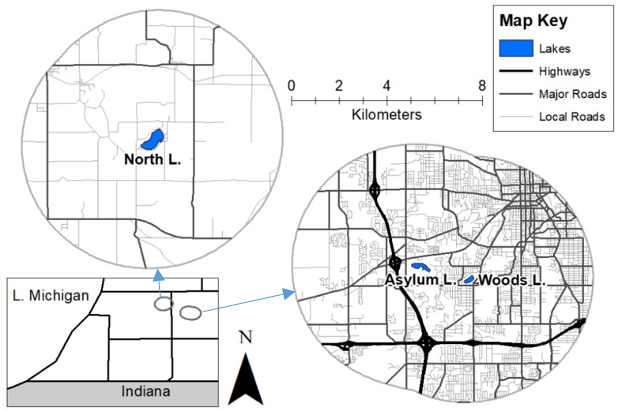 Map Key
Lakes
Highways
Major Roads
Local Roads
0 2 4 8
Kilometers
North L.
Asylum L.
Woods L.
L. Michigan
Indiana
N